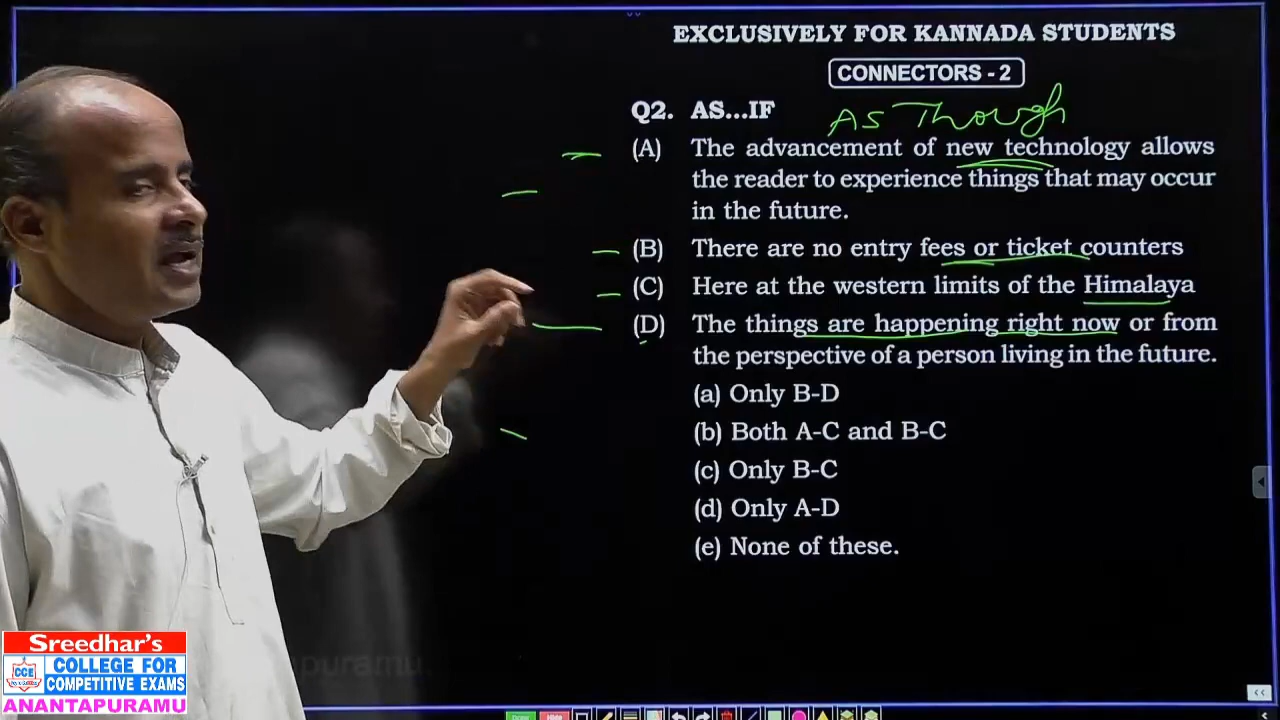 EXCLUSIVELY FOR KANNADA STUDENTS
CONNECTORS - 2
Q2. AS...IF As Though
(A) The advancement of new technology allows
the reader to experience things that may occur
in the future.
(B) There are no entry fees or ticket counters
(C) Here at the western limits of the Himalaya
(D) The things are happening right now or from
the perspective of a person living in the future.
(a) Only B-D
(b) Both A-C and B-C
(c) Only B-C
(d) Only A-D
(e) None of these.
Sreedhar's
CCE
COLLEGE FOR
COMPETITIVE EXAMS
ANANTAPURAMU